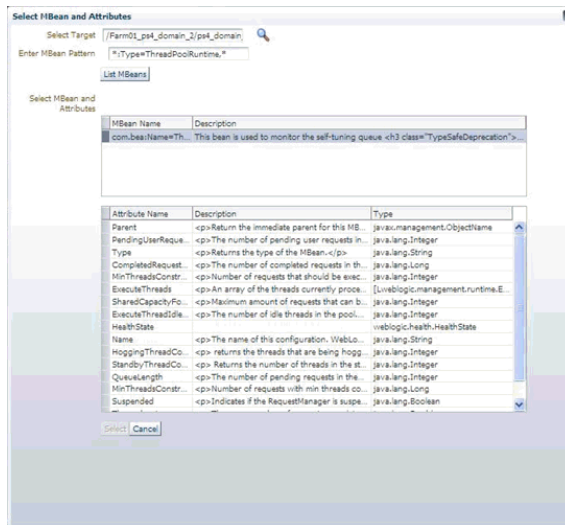 Select MBean and Attributes
Select Target /Farm01_ps4_domain_2/ps4_domain
Enter MBean Pattern *:Type=ThreadPoolRuntime,*
List MBeans
Select MBean and
Attributes
MBean Name Description
com.bea:Name=Th... This bean is used to monitor the self-tuning queue <h3 class="TypeSafeDeprecation">...
Attribute Name Description Type
Parent <p>Return the immediate parent for this MB... javax.management.ObjectName
PendingUserReque... <p>The number of pending user requests in... java.lang.Integer
Type <p>Returns the type of the MBean.</p> java.lang.String
CompletedRequest... <p>The number of completed requests in th... java.lang.Long
MinThreadsConstr... <p>Number of requests that should be exec... java.lang.Integer
ExecuteThreads <p>An array of the threads currently proce... [Lweblogic.management.runtime.E...
SharedCapacityFo... <p>Maximum amount of requests that can b... java.lang.Integer
ExecuteThreadIdle... <p>The number of idle threads in the pool.... java.lang.Integer
HealthState weblogic.health.HealthState
Name <p>The name of this configuration. WebLo... java.lang.String
HoggingThreadCo... <p> returns the threads that are being hogg... java.lang.Integer
StandbyThreadCo... <p> Returns the number of threads in the st... java.lang.Integer
QueueLength <p>The number of pending requests in the... java.lang.Integer
MinThreadsConstr... <p>Number of requests with min threads co... java.lang.Long
Suspended <p>Indicates if the RequestManager is suspe... java.lang.Boolean
Select Cancel